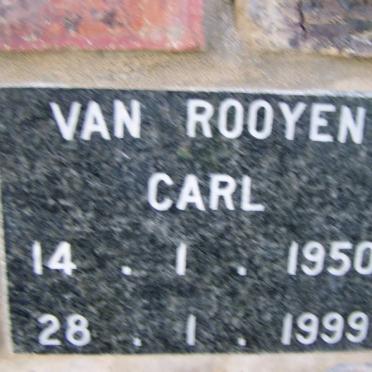 VAN ROOYEN
CARL
14 . 1 . 1950
28 . 1 . 1999